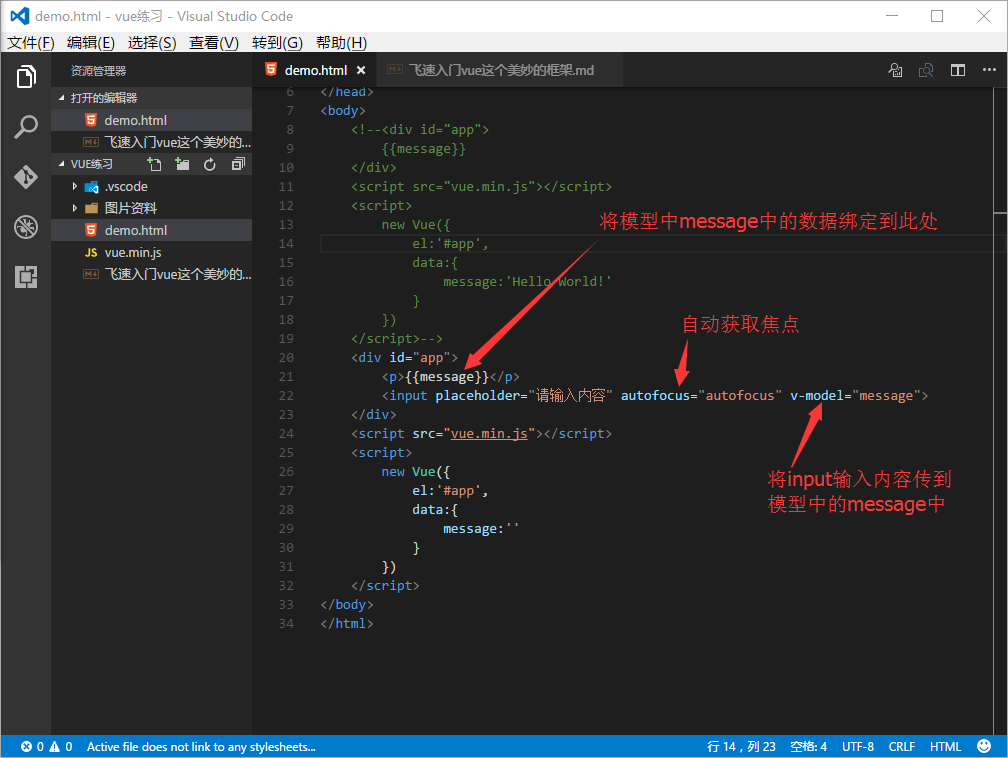 demo.html - vue练习 - Visual Studio Code
文件(F) 编辑(E) 选择(S) 查看(V) 转到(G) 帮助(H)
资源管理器
打开的编辑器
demo.html
飞速入门vue这个美妙的...
VUE练习
.vscode
图片资料
demo.html
JS vue.min.js
飞速入门vue这个美妙的...
demo.html
飞速入门vue这个美妙的框架.md
6 </head>
7 <body>
8 <!--<div id="app">
9 {{message}}
10 </div>
11 <script src="vue.min.js"></script>
12 <script>
13 new Vue({
14 el:'#app',
15 data:{
16 message:'Hello World!'
17 }
18 })
19 </script>-->
20 <div id="app">
21 <p>{{message}}</p>
22 <input placeholder="请输入内容" autofocus="autofocus" v-model="message">
23 </div>
24 <script src="vue.min.js"></script>
25 <script>
26 new Vue({
27 el:'#app',
28 data:{
29 message:''
30 }
31 })
32 </script>
33 </body>
34 </html>
将模型中message中的数据绑定到此处
自动获取焦点
将input输入内容传到
模型中的message中
0 0 Active file does not link to any stylesheets...
行 14，列 23 空格: 4 UTF-8 CRLF HTML